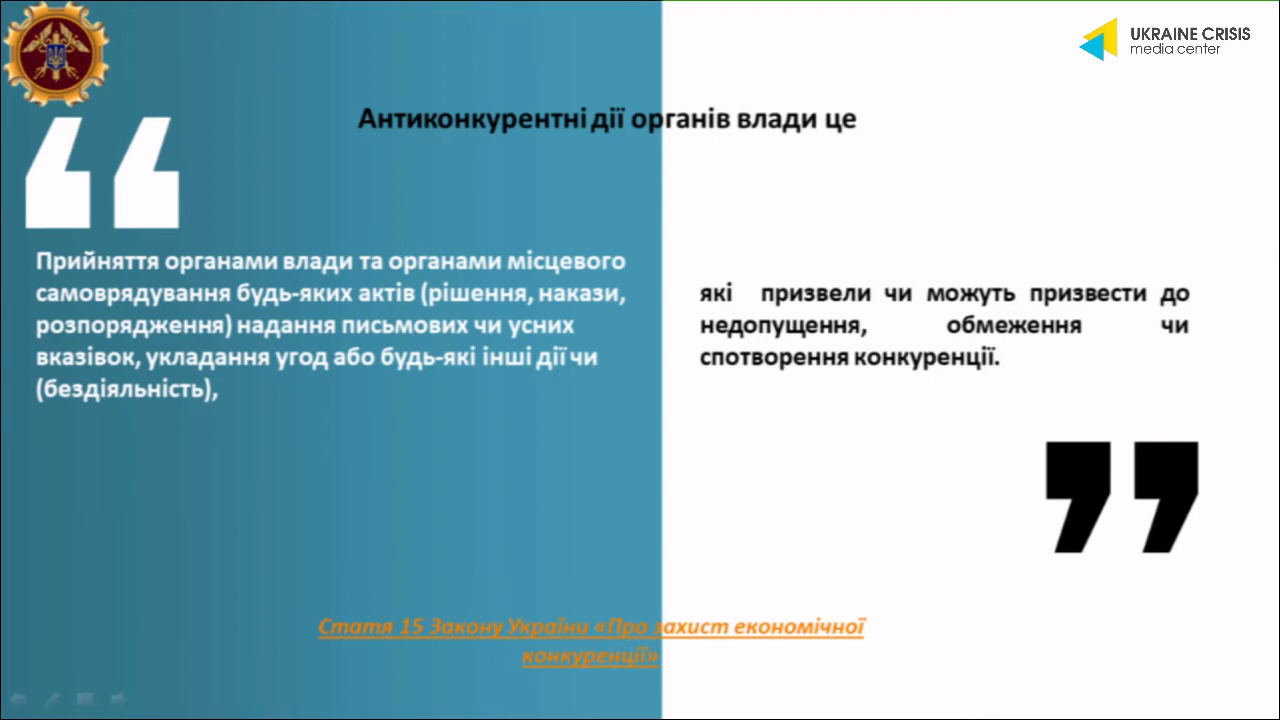 UKRAINE CRISIS
media center
Антиконкурентні дії органів влади це
Прийняття органами влади та органами місцевого
самоврядування будь-яких актів (рішення, накази,
розпорядження) надання письмових чи усних
вказівок, укладання угод або будь-які інші дії чи
(бездіяльність),
які призвели чи можуть призвести до
недопущення, обмеження чи
спотворення конкуренції.
Статя 15 Закону України «Про захист економічної
конкуренції»